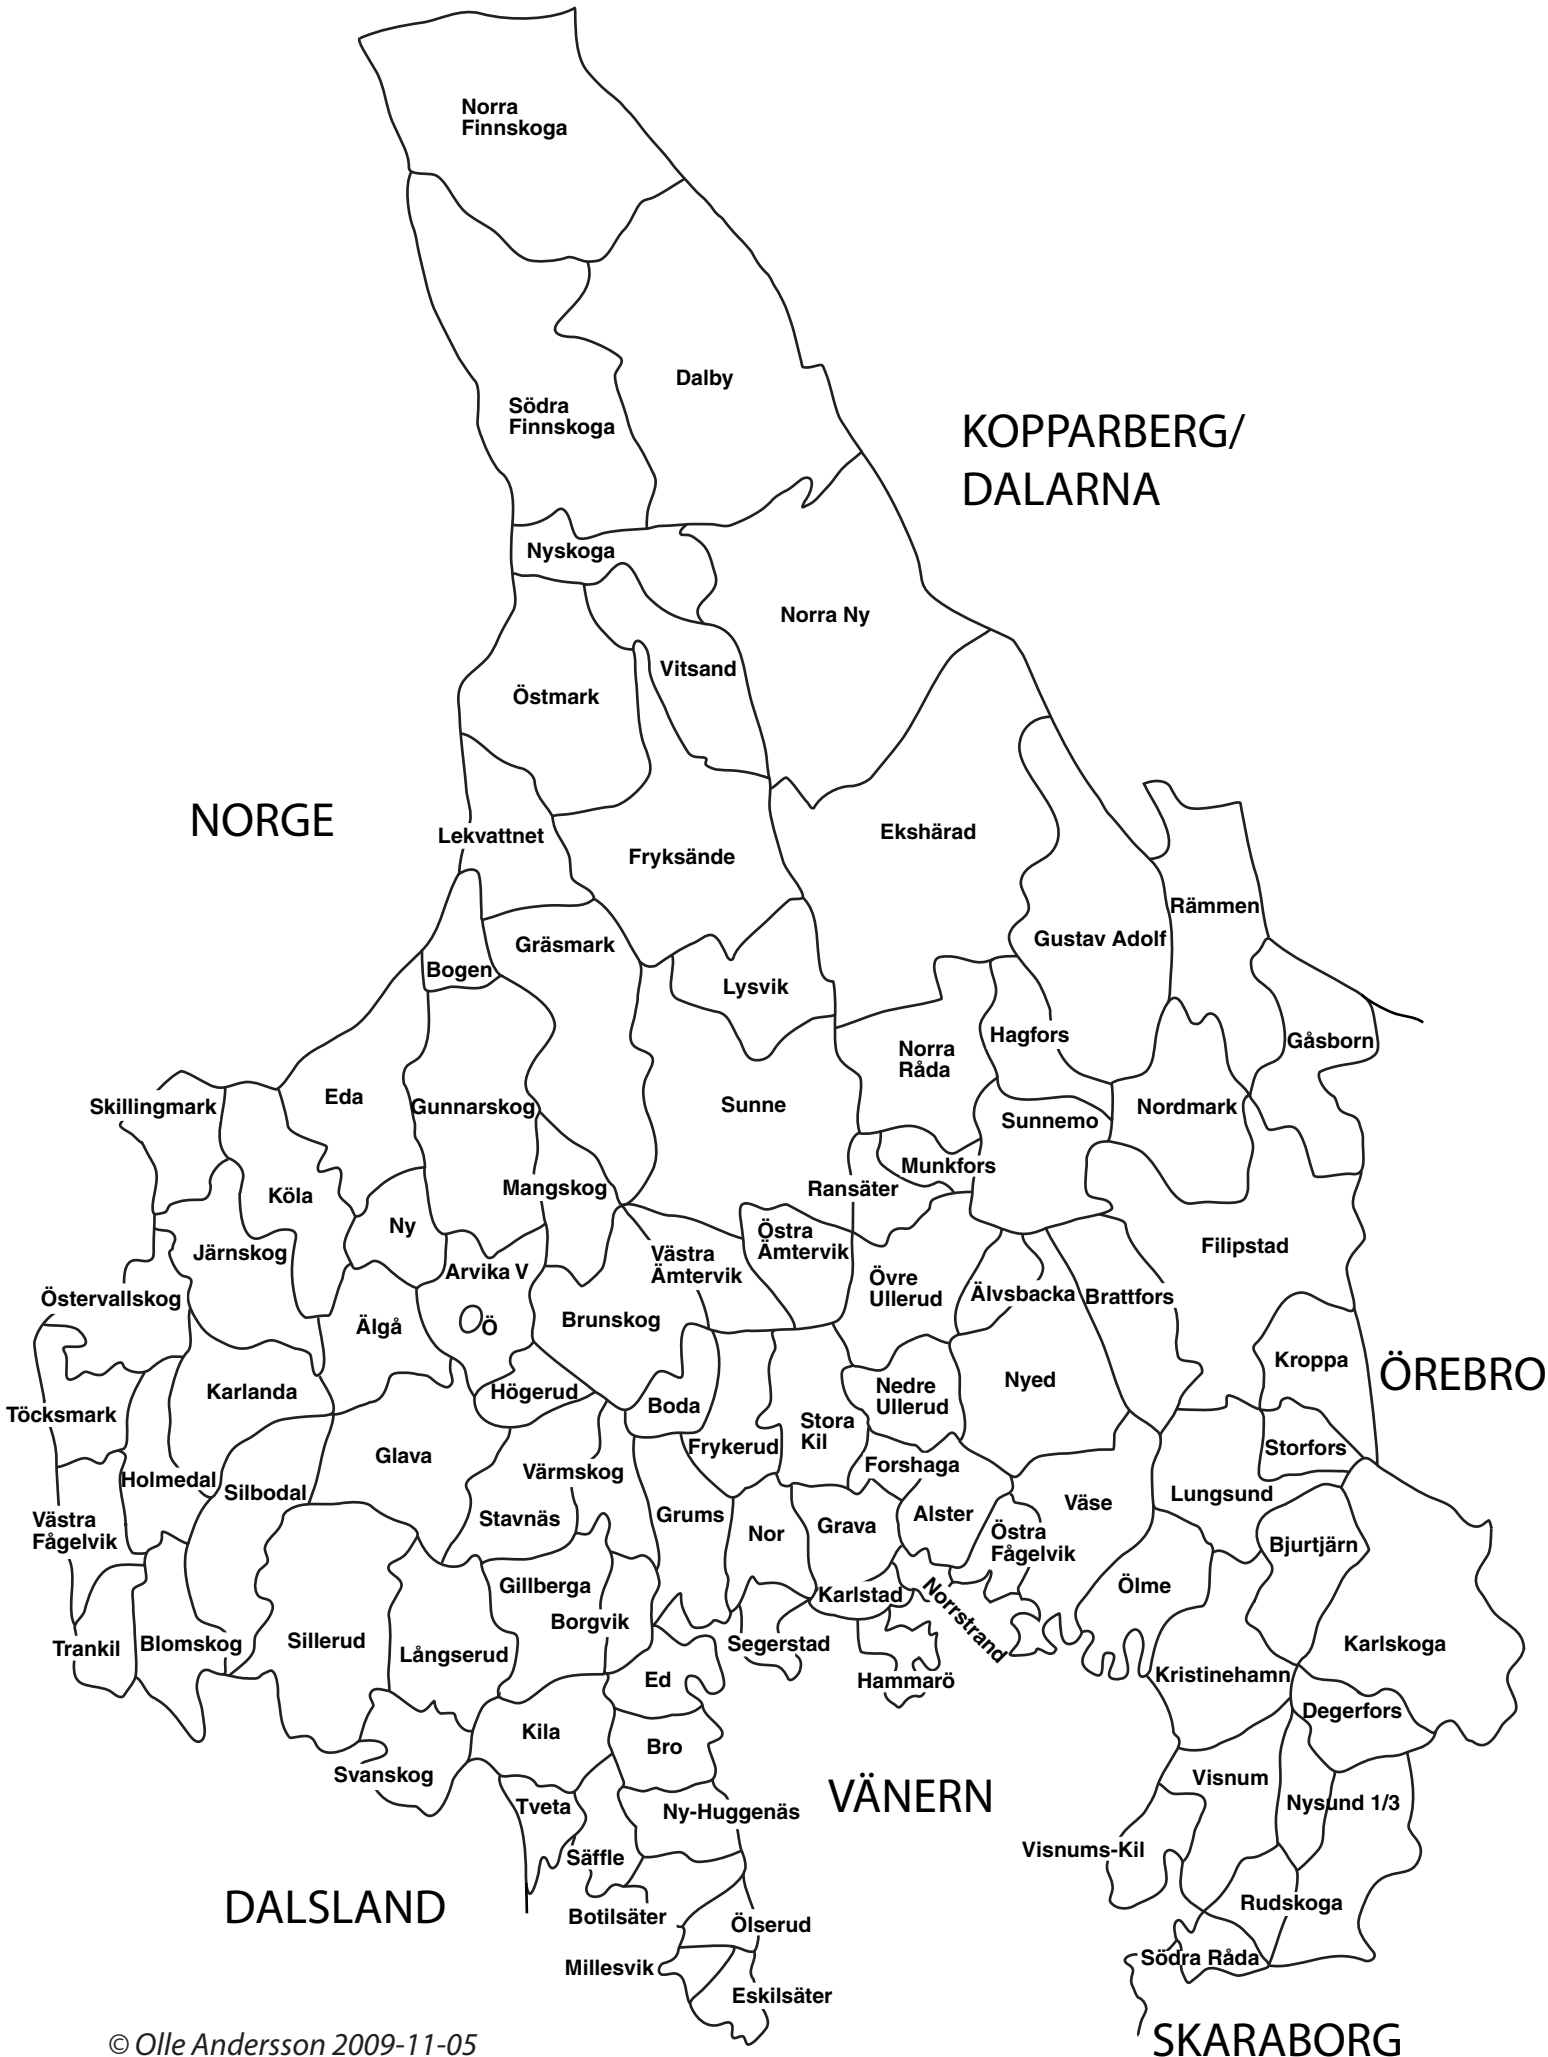 Norra
Finnskoga
Dalby
Södra
Finnskoga
KOPPARBERG/
DALARNA
Nyskoga
Norra Ny
Vitsand
Östmark
NORGE
Lekvattnet
Fryksände
Ekshärad
Rämmen
Gustav Adolf
Gräsmark
Bogen
Lysvik
Hagfors
Gåsborn
Norra
Råda
Eda
Skillingmark
Gunnarskog
Sunne
Sunnemo
Nordmark
Munkfors
Mangskog
Ransäter
Köla
Ny
Järnskog
Västra
Ämtervik
Östra
Ämtervik
Filipstad
Arvika V
Ö
Övre
Ullerud
Älvsbacka
Brattfors
Östervallskog
Älgå
Brunskog
Kroppa
ÖREBRO
Karlanda
Högerud
Boda
Nedre
Ullerud
Nyed
Töcksmark
Stora
Kil
Frykerud
Storfors
Glava
Värmskog
Forshaga
Holmedal
Silbodal
Lungsund
Västra
Fågelvik
Stavnäs
Grums
Nor
Grava
Alster
Väse
Östra
Fågelvik
Bjurtjärn
Gillberga
Karlstad
Norrstrand
Ölme
Borgvik
Trankil
Blomskog
Sillerud
Långserud
Segerstad
Karlskoga
Ed
Hammarö
Kristinehamn
Degerfors
Kila
Bro
Svanskog
Visnum
VÄNERN
Tveta
Ny-Huggenäs
Nysund 1/3
Visnums-Kil
Säffle
DALSLAND
Botilsäter
Ölserud
Rudskoga
Millesvik
Södra Råda
Eskilsäter
© Olle Andersson 2009-11-05
SKARABORG